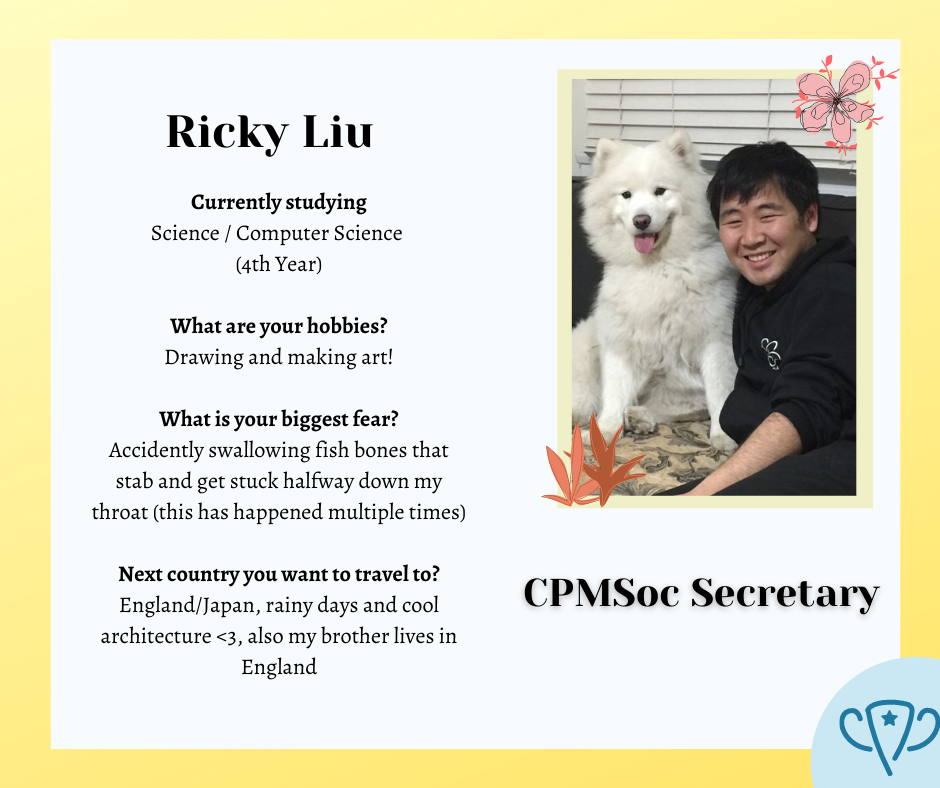 Ricky Liu
Currently studying
Science / Computer Science
(4th Year)
What are your hobbies?
Drawing and making art!
What is your biggest fear?
Accidently swallowing fish bones that
stab and get stuck halfway down my
throat (this has happened multiple times)
Next country you want to travel to?
England/Japan, rainy days and cool
architecture <3, also my brother lives in
England
CPMSoc Secretary